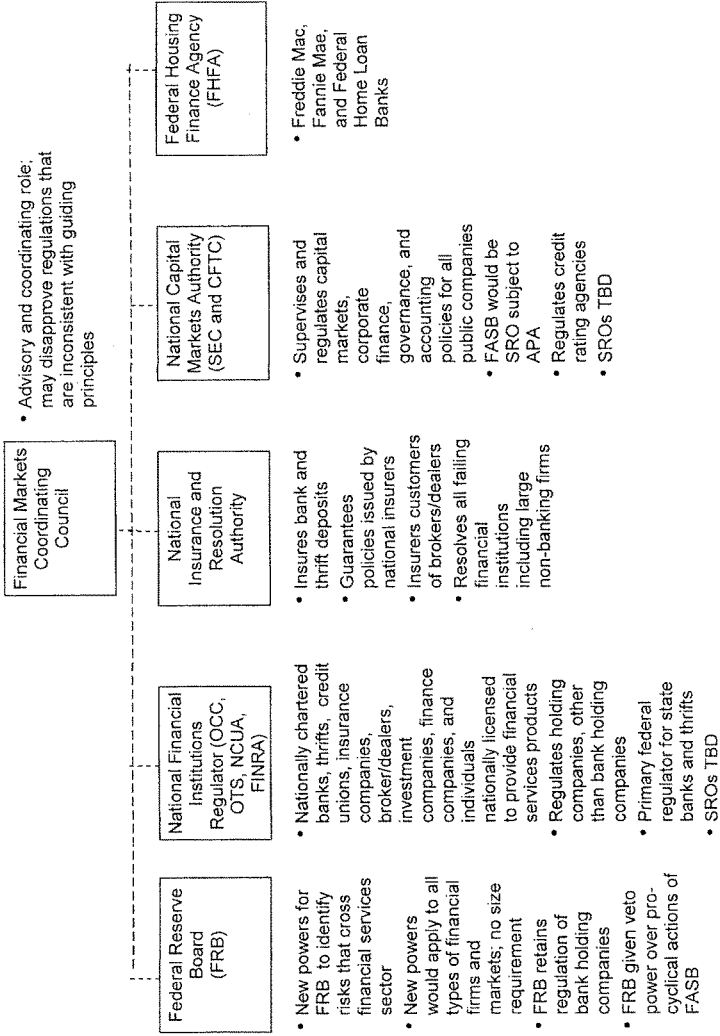 Financial Markets
Coordinating
Council
• Advisory and coordinating role;
may disapprove regulations that
are inconsistent with guiding
principles
Federal Reserve
Board
(FRB)
• New powers for
FRB to identify
risks that cross
financial services
sector
• New powers
would apply to all
types of financial
firms and
markets; no size
requirement
• FRB retains
regulation of
bank holding
companies
• FRB given veto
power over pro-
cyclical actions of
FASB
National Financial
Institutions
Regulator (OCC,
OTS, NCUA,
FINRA)
• Nationally chartered
banks, thrifts, credit
unions, insurance
companies,
broker/dealers,
investment
companies, finance
companies, and
individuals
nationally licensed
to provide financial
services products
• Regulates holding
companies, other
than bank holding
companies
• Primary federal
regulator for state
banks and thrifts
• SROs TBD
National
Insurance and
Resolution
Authority
• Insures bank and
thrift deposits
• Guarantees
policies issued by
national insurers
• Insurers customers
of brokers/dealers
• Resolves all failing
financial
institutions
including large
non-banking firms
National Capital
Markets Authority
(SEC and CFTC)
• Supervises and
regulates capital
markets,
corporate
finance,
governance, and
accounting
policies for all
public companies
• FASB would be
SRO subject to
APA
• Regulates credit
rating agencies
• SROs TBD
Federal Housing
Finance Agency
(FHFA)
• Freddie Mac,
Fannie Mae,
and Federal
Home Loan
Banks